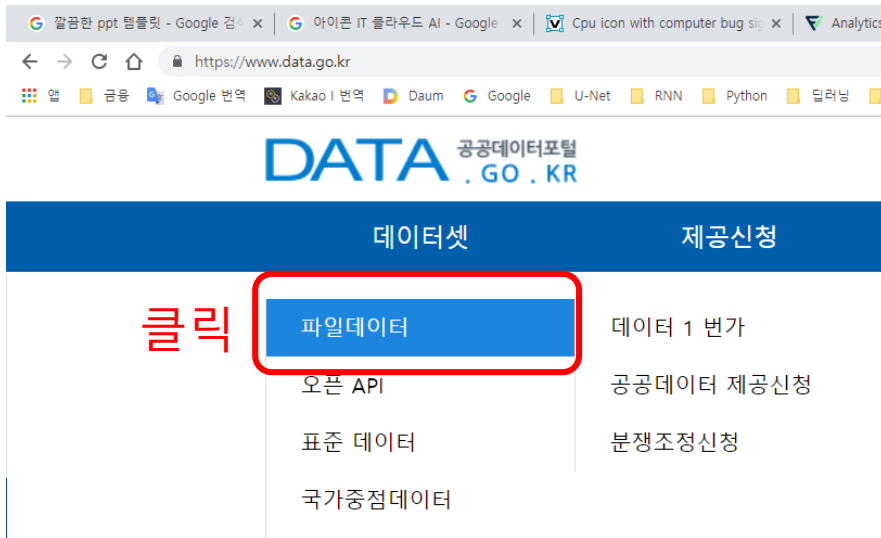 깔끔한 ppt 템플릿 - Google 검색
아이콘 IT 클라우드 AI - Google
Cpu icon with computer bug sig
Analytics
https://www.data.go.kr
앱 금융 Google 번역 Kakao I 번역 Daum Google U-Net RNN Python 딥러닝
DATA 공공데이터포털
. GO . KR
데이터셋 제공신청
클릭
파일데이터 데이터 1 번가
오픈 API 공공데이터 제공신청
표준 데이터 분쟁조정신청
국가중점데이터